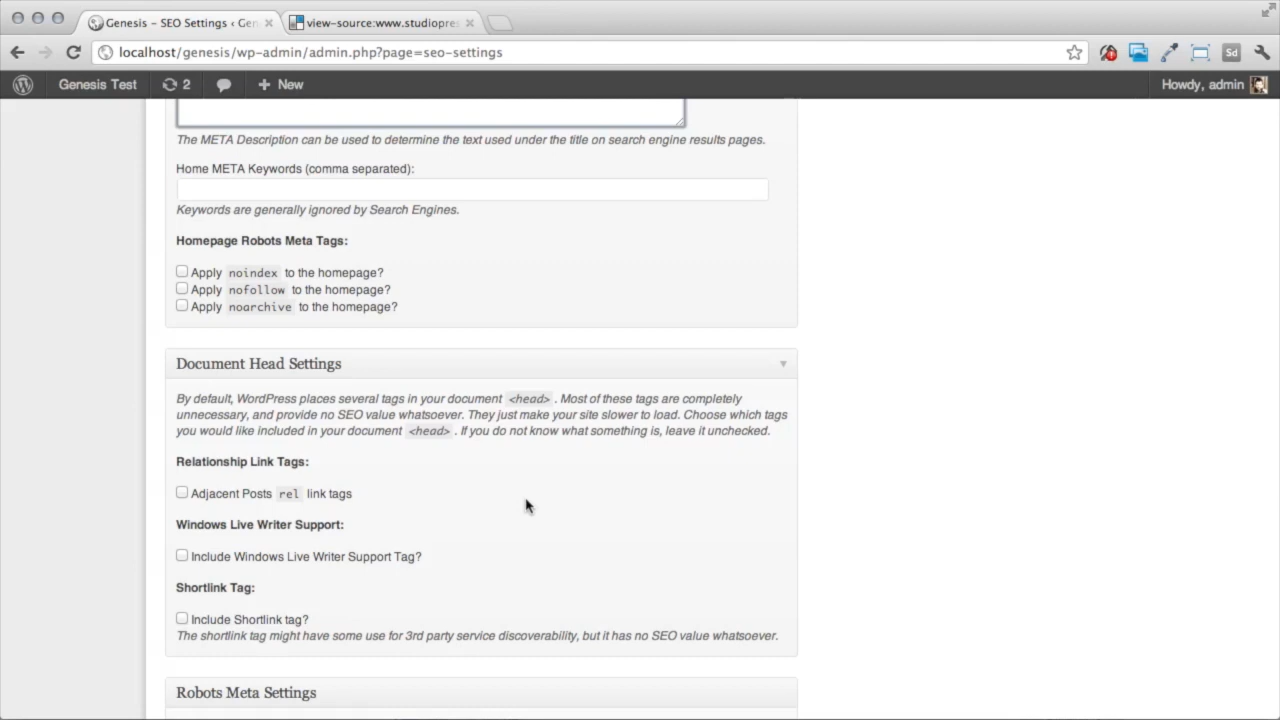 Genesis – SEO Settings ‹ Gen
view-source:www.studiopres
localhost/genesis/wp-admin/admin.php?page=seo-settings
Sd
Genesis Test
2
+ New
Howdy, admin
The META Description can be used to determine the text used under the title on search engine results pages.
Home META Keywords (comma separated):
Keywords are generally ignored by Search Engines.
Homepage Robots Meta Tags:
Apply noindex to the homepage?
Apply nofollow to the homepage?
Apply noarchive to the homepage?
Document Head Settings
By default, WordPress places several tags in your document <head>. Most of these tags are completely
unnecessary, and provide no SEO value whatsoever. They just make your site slower to load. Choose which tags
you would like included in your document <head>. If you do not know what something is, leave it unchecked.
Relationship Link Tags:
Adjacent Posts rel link tags
Windows Live Writer Support:
Include Windows Live Writer Support Tag?
Shortlink Tag:
Include Shortlink tag?
The shortlink tag might have some use for 3rd party service discoverability, but it has no SEO value whatsoever.
Robots Meta Settings